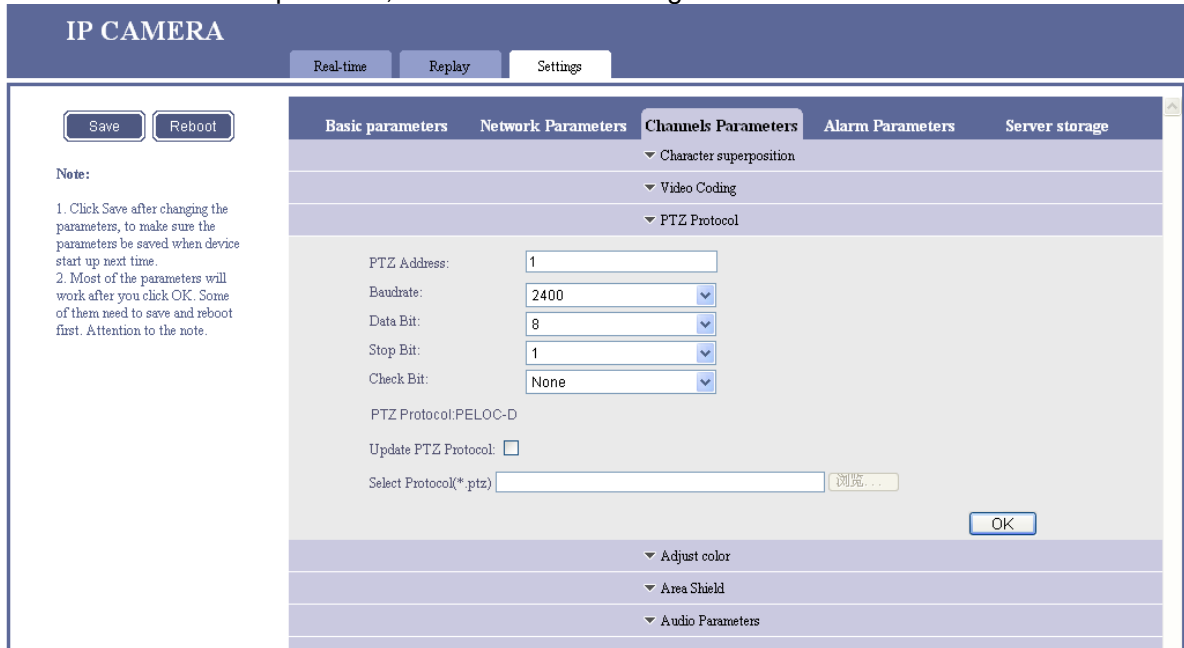 IP CAMERA
Real-time Replay Settings
Save Reboot
Note:
1. Click Save after changing the
parameters, to make sure the
parameters be saved when device
start up next time.
2. Most of the parameters will
work after you click OK. Some
of them need to save and reboot
first. Attention to the note.
Basic parameters Network Parameters Channels Parameters Alarm Parameters Server storage
Character superposition
Video Coding
PTZ Protocol
PTZ Address: 1
Baudrate: 2400
Data Bit: 8
Stop Bit: 1
Check Bit: None
PTZ Protocol:PELOC-D
Update PTZ Protocol:
Select Protocol(*.ptz) 浏览...
OK
Adjust color
Area Shield
Audio Parameters